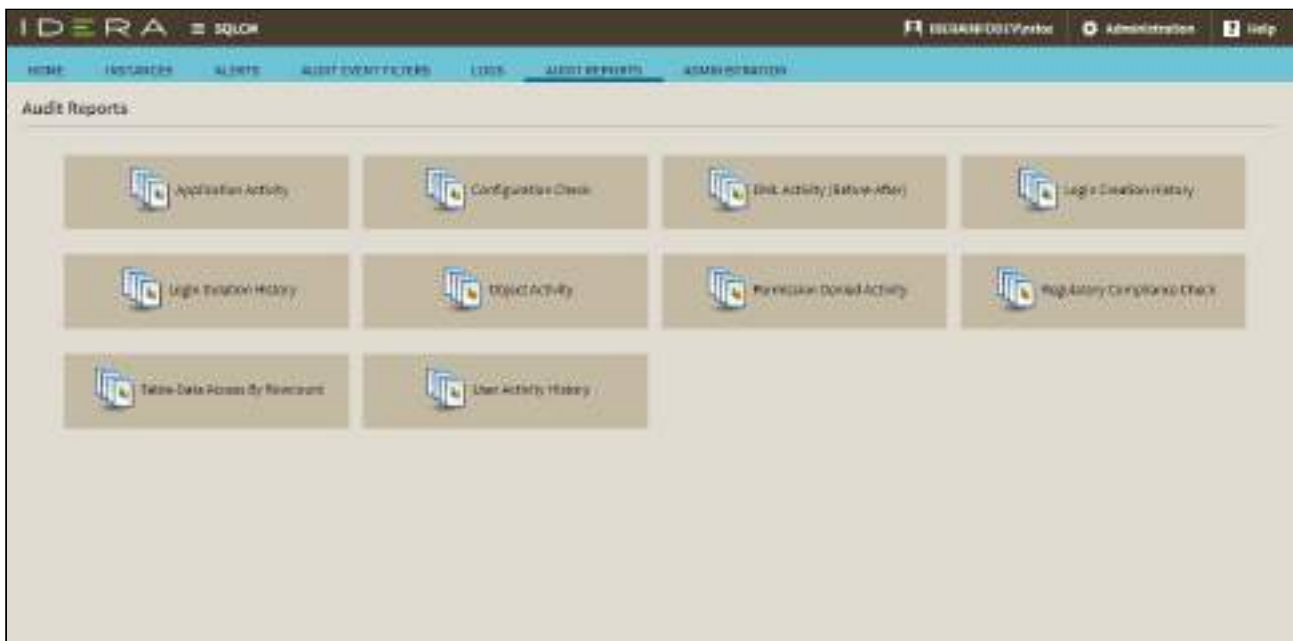 IDERA ≡ SQLCM
Administration
Help
HOME INSTANCES ALERTS AUDIT EVENT FILTERS LOGS AUDIT REPORTS ADMINISTRATION
Audit Reports
Application Activity
Configuration Check
DML Activity (Before-After)
Login Creation History
Login Deletion History
Object Activity
Permission Denied Activity
Regulatory Compliance Check
Table Data Access By Rowcount
User Activity History